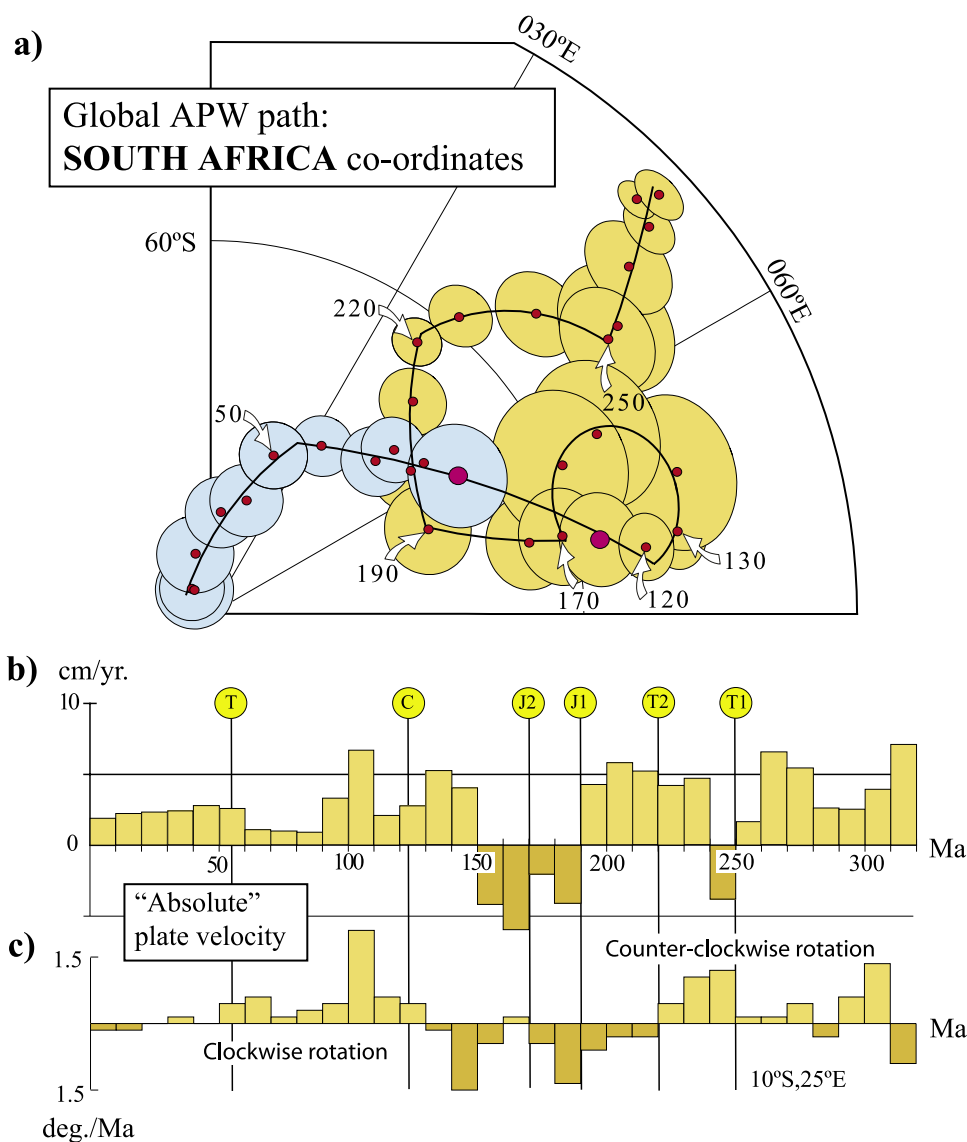 a)
030ºE
Global APW path:
SOUTH AFRICA co-ordinates
60ºS
060ºE
220
250
50
190
170
120
130
b) cm/yr.
10
T
C
J2
J1
T2
T1
0
50
100
150
200
250
300
Ma
"Absolute"
plate velocity
c)
1.5
Counter-clockwise rotation
Ma
Clockwise rotation
10ºS,25ºE
1.5
deg./Ma